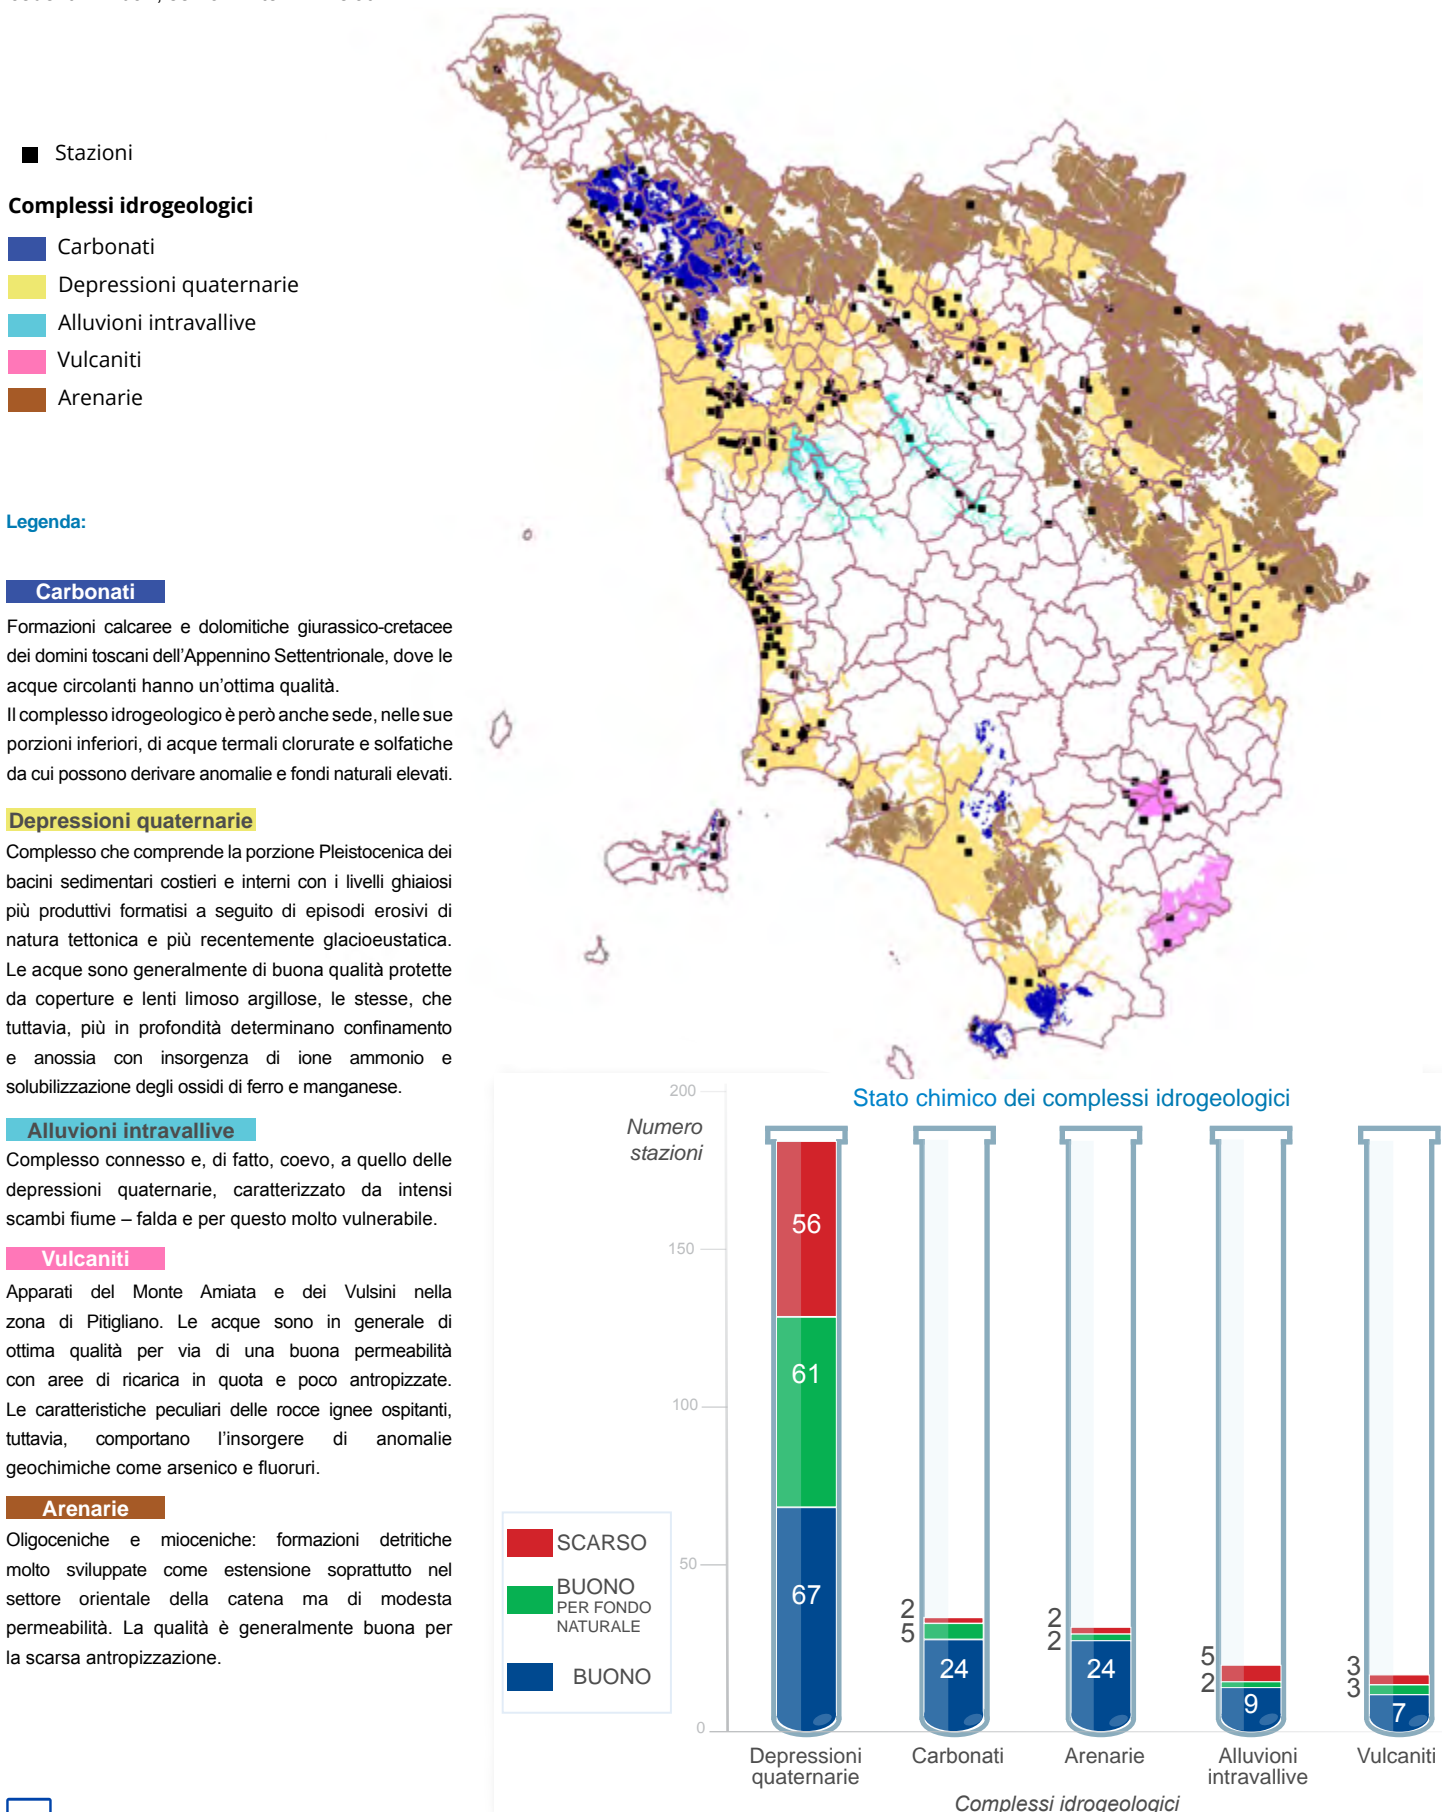 Stazioni
Complessi idrogeologici
Carbonati
Depressioni quaternarie
Alluvioni intravallive
Vulcaniti
Arenarie
Legenda:
Carbonati
Formazioni calcaree e dolomitiche giurassico-cretacee
dei domini toscani dell'Appennino Settentrionale, dove le
acque circolanti hanno un'ottima qualità.
Il complesso idrogeologico è però anche sede, nelle sue
porzioni inferiori, di acque termali clorurate e solfatiche
da cui possono derivare anomalie e fondi naturali elevati.
Depressioni quaternarie
Complesso che comprende la porzione Pleistocenica dei
bacini sedimentari costieri e interni con i livelli ghiaiosi
più produttivi formatisi a seguito di episodi erosivi di
natura tettonica e più recentemente glacioeustatica.
Le acque sono generalmente di buona qualità protette
da coperture e lenti limoso argillose, le stesse, che
tuttavia, più in profondità determinano confinamento
e anossia con insorgenza di ione ammonio e
solubilizzazione degli ossidi di ferro e manganese.
Alluvioni intravallive
Complesso connesso e, di fatto, coevo, a quello delle
depressioni quaternarie, caratterizzato da intensi
scambi fiume – falda e per questo molto vulnerabile.
Vulcaniti
Apparati del Monte Amiata e dei Vulsini nella
zona di Pitigliano. Le acque sono in generale di
ottima qualità per via di una buona permeabilità
con aree di ricarica in quota e poco antropizzate.
Le caratteristiche peculiari delle rocce ignee ospitanti,
tuttavia, comportano l'insorgere di anomalie
geochimiche come arsenico e fluoruri.
Arenarie
Oligoceniche e mioceniche: formazioni detritiche
molto sviluppate come estensione soprattutto nel
settore orientale della catena ma di modesta
permeabilità. La qualità è generalmente buona per
la scarsa antropizzazione.
Stato chimico dei complessi idrogeologici
Numero
stazioni
200
150
100
50
0
56
61
67
2
5
24
2
2
24
5
2
9
3
3
7
SCARSO
BUONO
PER FONDO
NATURALE
BUONO
Depressioni
quaternarie
Carbonati
Arenarie
Alluvioni
intravallive
Vulcaniti
Complessi idrogeologici